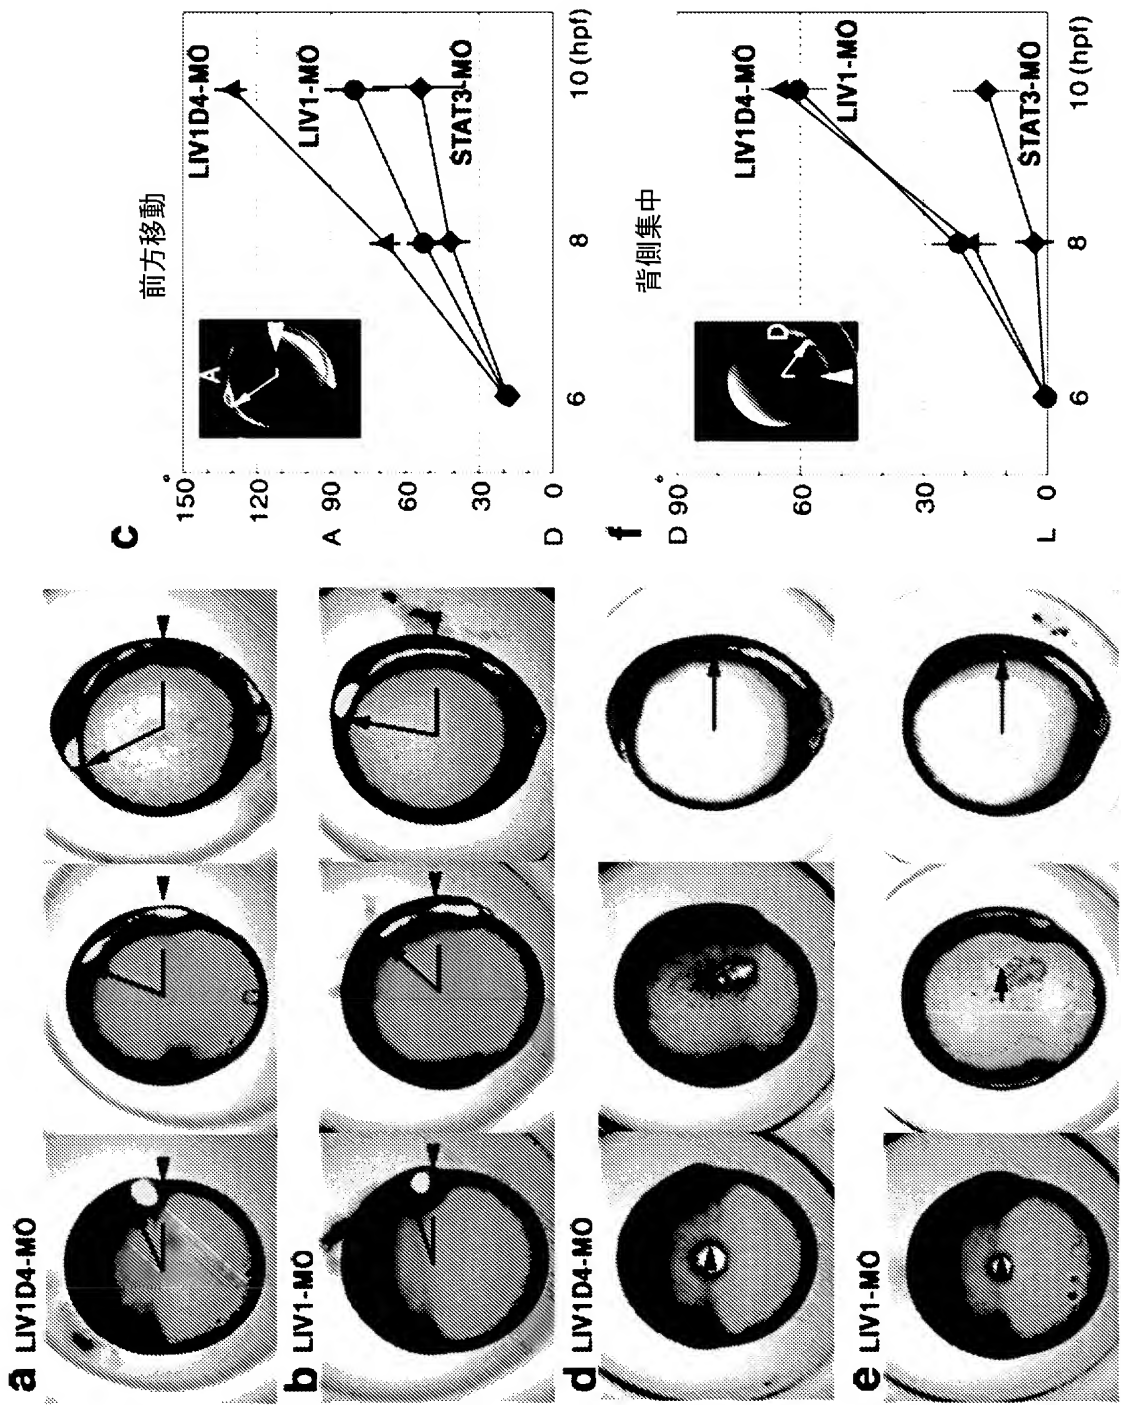 a LIV1D4-MO
b LIV1-MO
c
前方移動
150°
120
A 90
60
30
D 0
A
LIV1D4-MO
LIV1-MO
STAT3-MO
6 8 10 (hpf)
d LIV1D4-MO
e LIV1-MO
f
背側集中
D 90°
60
30
L 0
D
LIV1D4-MO
LIV1-MO
STAT3-MO
6 8 10 (hpf)